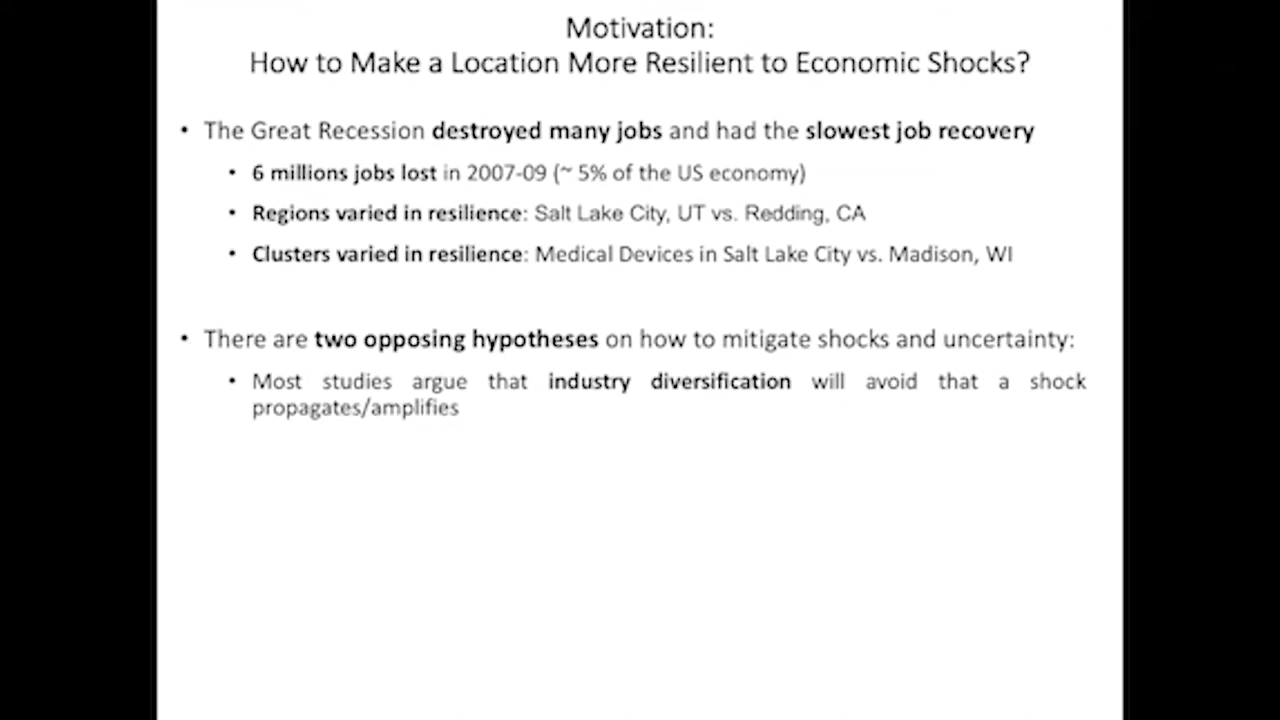 Motivation:
How to Make a Location More Resilient to Economic Shocks?
• The Great Recession destroyed many jobs and had the slowest job recovery
• 6 millions jobs lost in 2007-09 (~ 5% of the US economy)
• Regions varied in resilience: Salt Lake City, UT vs. Redding, CA
• Clusters varied in resilience: Medical Devices in Salt Lake City vs. Madison, WI
• There are two opposing hypotheses on how to mitigate shocks and uncertainty:
• Most studies argue that industry diversification will avoid that a shock
propagates/amplifies